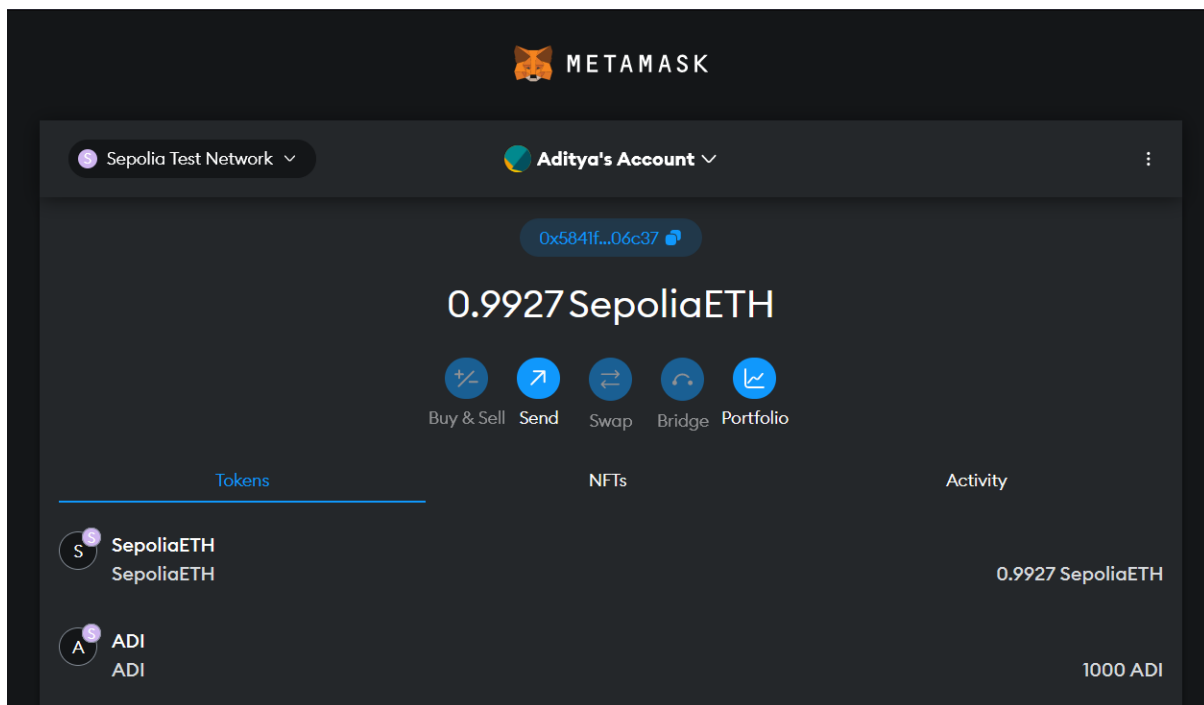 METAMASK
S Sepolia Test Network
Aditya's Account
0x5841f...06c37
0.9927 SepoliaETH
Buy & Sell Send Swap Bridge Portfolio
Tokens NFTs Activity
S S
SepoliaETH
SepoliaETH 0.9927 SepoliaETH
A S
ADI
ADI 1000 ADI